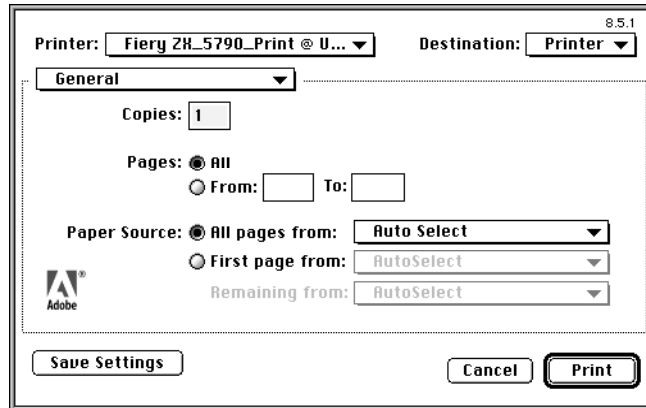 8.5.1
Printer: Fiery ZX_5790_Print @ U... Destination: Printer
General
Copies: 1
Pages: All
From: To:
Paper Source: All pages from: Auto Select
First page from: AutoSelect
Remaining from: AutoSelect
Adobe®
Save Settings Cancel Print